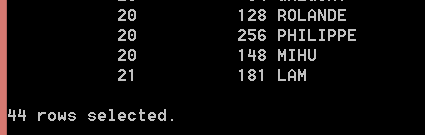 20 128 ROLANDE
20 256 PHILIPPE
20 148 MIHU
21 181 LAM
44 rows selected.